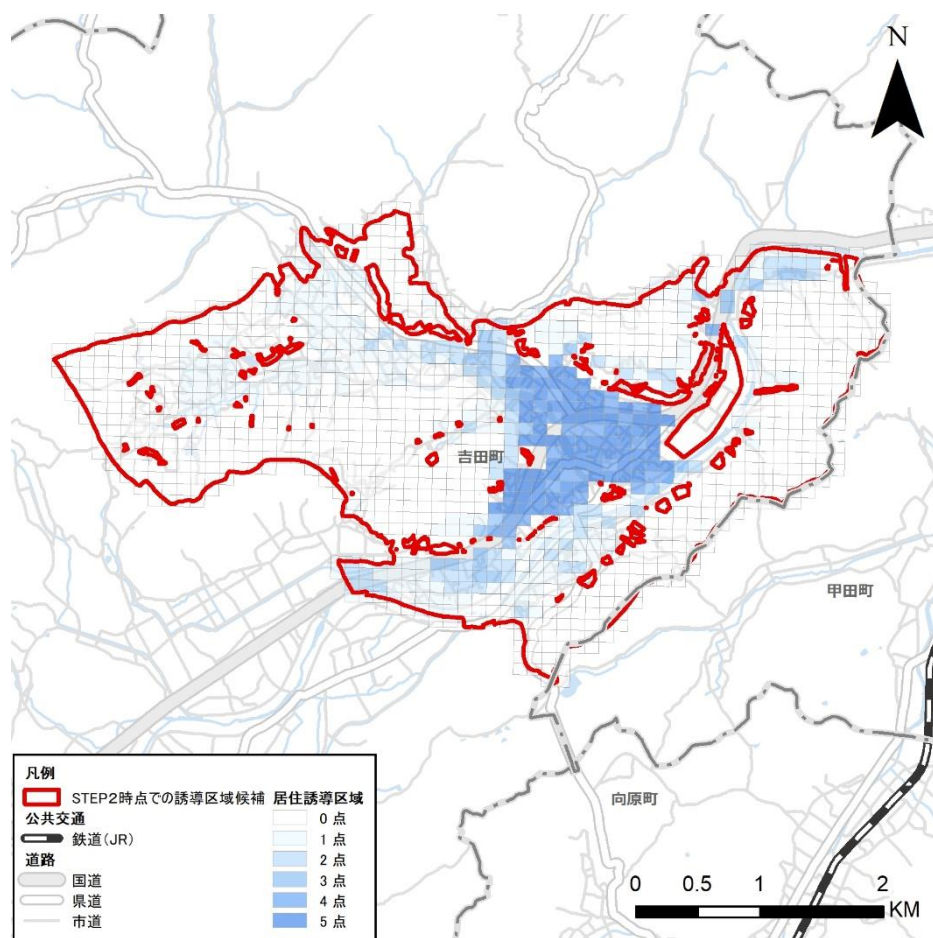 N
吉田町
甲田町
向原町
凡例
STEP2時点での誘導区域候補
公共交通
鉄道(JR)
道路
国道
県道
市道
居住誘導区域
0 点
1 点
2 点
3 点
4 点
5 点
0 0.5 1 2
KM